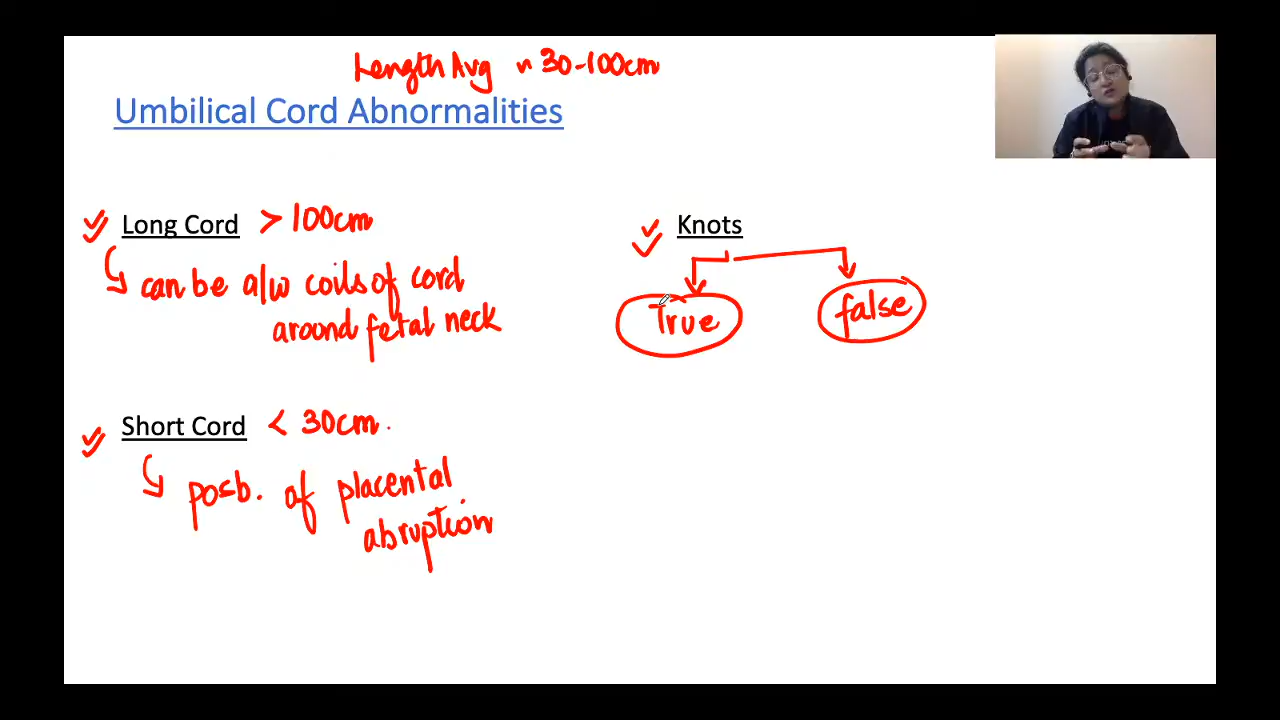 Length Avg ~ 30-100cm
Umbilical Cord Abnormalities
Long Cord > 100cm
can be a/w coils of cord
around fetal neck
Short Cord < 30cm.
posb. of placental
abruption
Knots
True
false